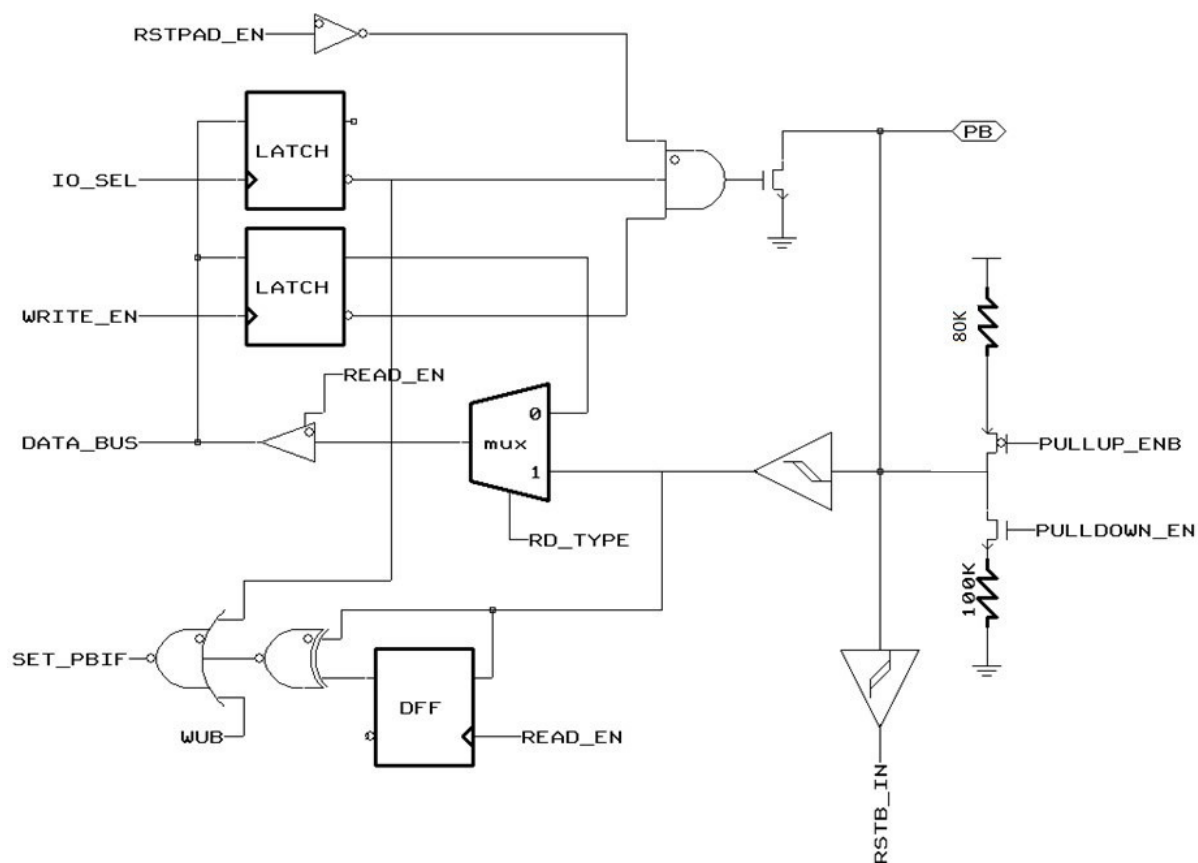 RSTPAD_EN
PB
LATCH
IO_SEL
LATCH
WRITE_EN
80K
READ_EN
0
DATA_BUS
mux
PULLUP_ENB
1
RD_TYPE
PULLDOWN_EN
100K
SET_PBIF
DFF
WUB
READ_EN
RSTB_IN